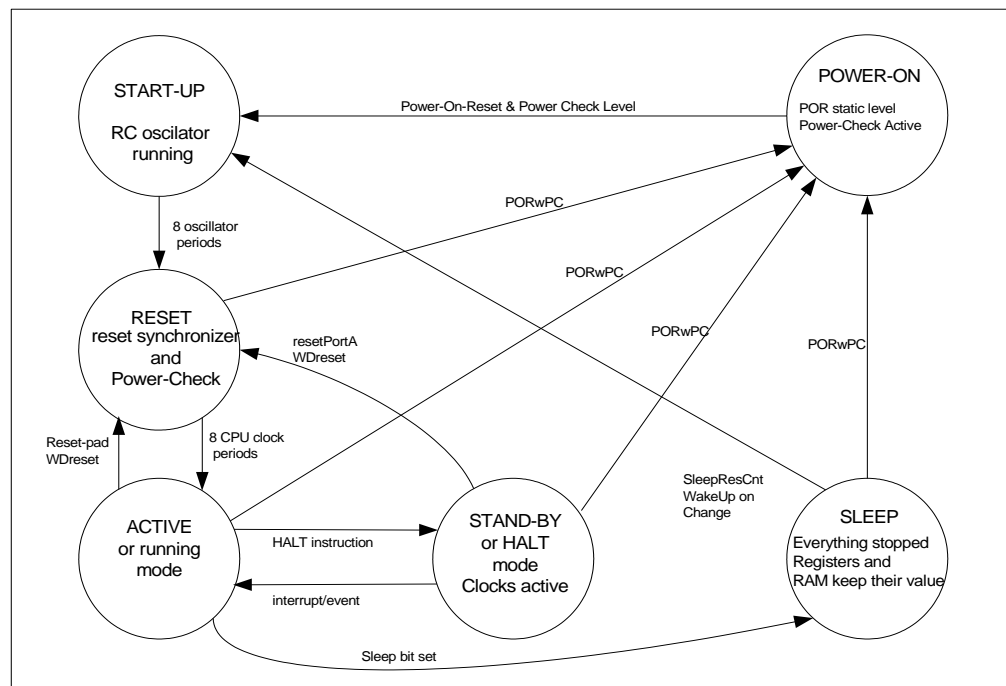 START-UP
RC oscilator
running
POWER-ON
POR static level
Power-Check Active
Power-On-Reset & Power Check Level
8 oscillator
periods
PORwPC
PORwPC
PORwPC
PORwPC
RESET
reset synchronizer
and
Power-Check
resetPortA
WDreset
Reset-pad
WDreset
8 CPU clock
periods
ACTIVE
or running
mode
HALT instruction
interrupt/event
STAND-BY
or HALT
mode
Clocks active
SleepResCnt
WakeUp on
Change
SLEEP
Everything stopped
Registers and
RAM keep their value
Sleep bit set